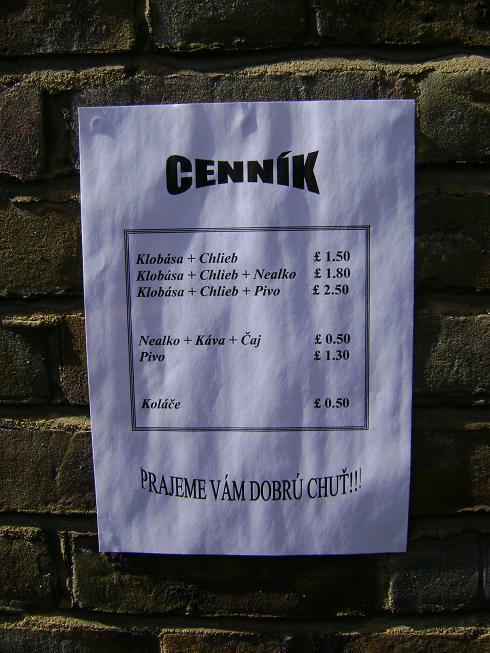 CENNÍK
Klobása + Chlieb £ 1.50
Klobása + Chlieb + Nealko £ 1.80
Klobása + Chlieb + Pivo £ 2.50
Nealko + Káva + Čaj £ 0.50
Pivo £ 1.30
Koláče £ 0.50
PRAJEME VÁM DOBRÚ CHUŤ!!!